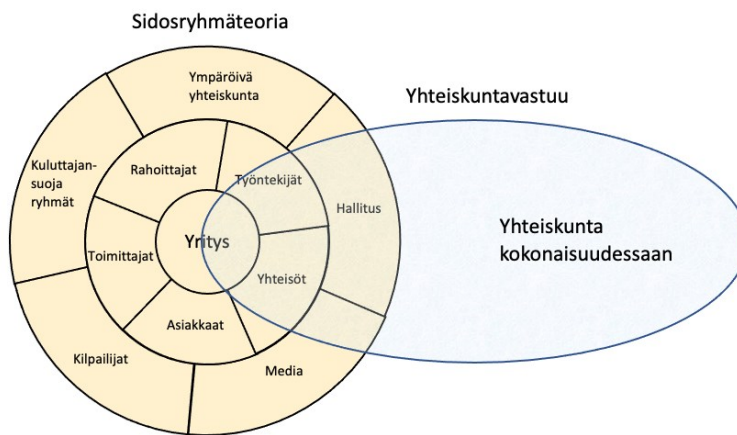 Sidosryhmäteoria
Ympäröivä
yhteiskunta
Yhteiskuntavastuu
Kuluttajan-
suoja
ryhmät
Rahoittajat
Työntekijät
Hallitus
Yritys
Yhteiskunta
kokonaisuudessaan
Toimittajat
Yhteisöt
Asiakkaat
Kilpailijat
Media